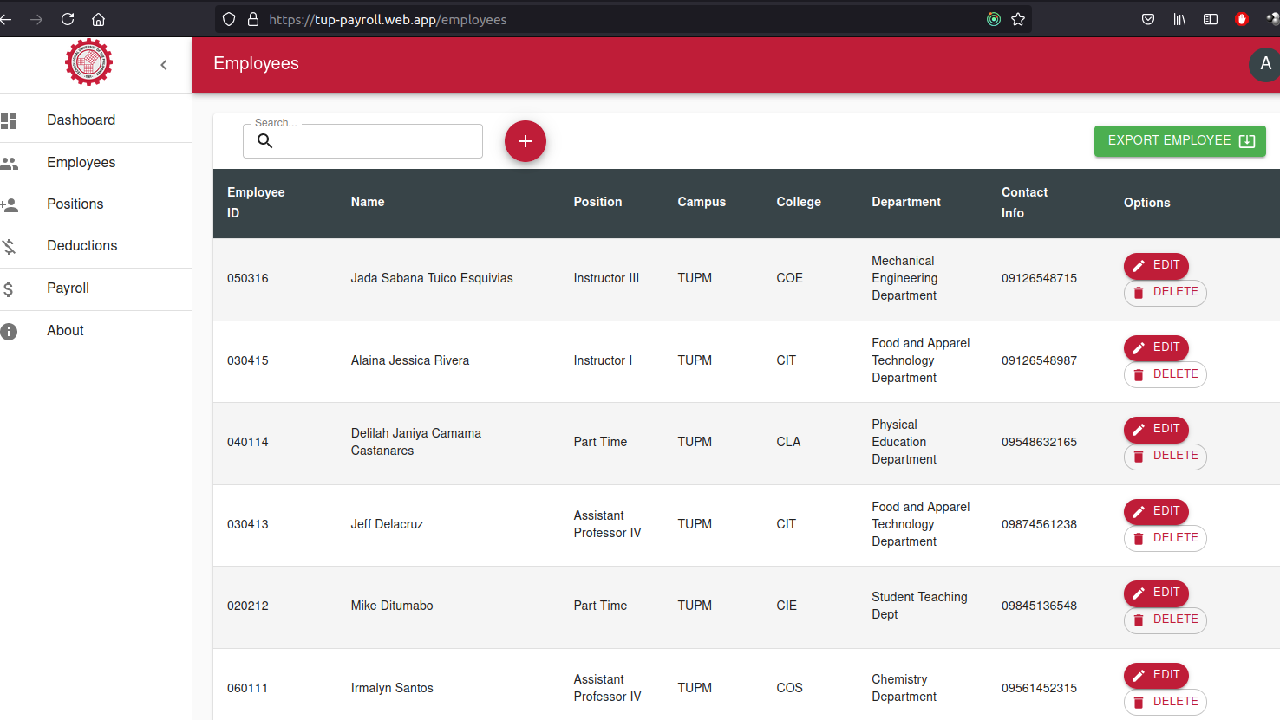 https://tup-payroll.web.app/employees
Employees
A
Dashboard
Employees
Positions
Deductions
Payroll
About
Search...
EXPORT EMPLOYEE
Employee ID Name Position Campus College Department Contact Info Options
050316 Jada Sabana Tuico Esquivias Instructor III TUPM COE Mechanical Engineering Department 09126548715 EDIT DELETE
030415 Alaina Jessica Rivera Instructor I TUPM CIT Food and Apparel Technology Department 09126548987 EDIT DELETE
040114 Delilah Janiya Camama Castanares Part Time TUPM CLA Physical Education Department 09548632165 EDIT DELETE
030413 Jeff Delacruz Assistant Professor IV TUPM CIT Food and Apparel Technology Department 09874561238 EDIT DELETE
020212 Mike Ditumabo Part Time TUPM CIE Student Teaching Dept 09845136548 EDIT DELETE
060111 Irmalyn Santos Assistant Professor IV TUPM COS Chemistry Department 09561452315 EDIT DELETE